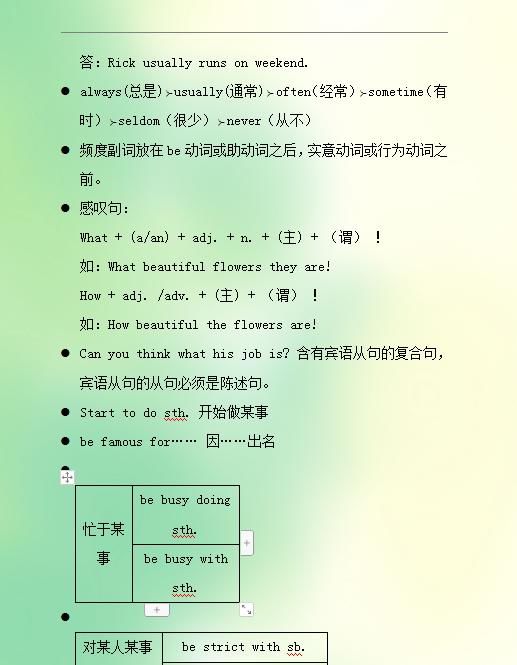 答: Rick usually runs on weekend.
always(总是)>usually(通常)>often(经常)>sometime(有
时)>seldom（很少）>never（从不）
频度副词放在 be 动词或助动词之后，实意动词或行为动词之
前。
感叹句:
What + (a/an) + adj. + n. + (主) + （谓） !
如: What beautiful flowers they are!
How + adj. /adv. + (主) + （谓） !
如: How beautiful the flowers are!
Can you think what his job is? 含有宾语从句的复合句，
宾语从句的从句必须是陈述句。
Start to do sth. 开始做某事
be famous for…… 因……出名
忙于某
事
be busy doing
sth.
be busy with
sth.
对某人某事
be strict with sb.